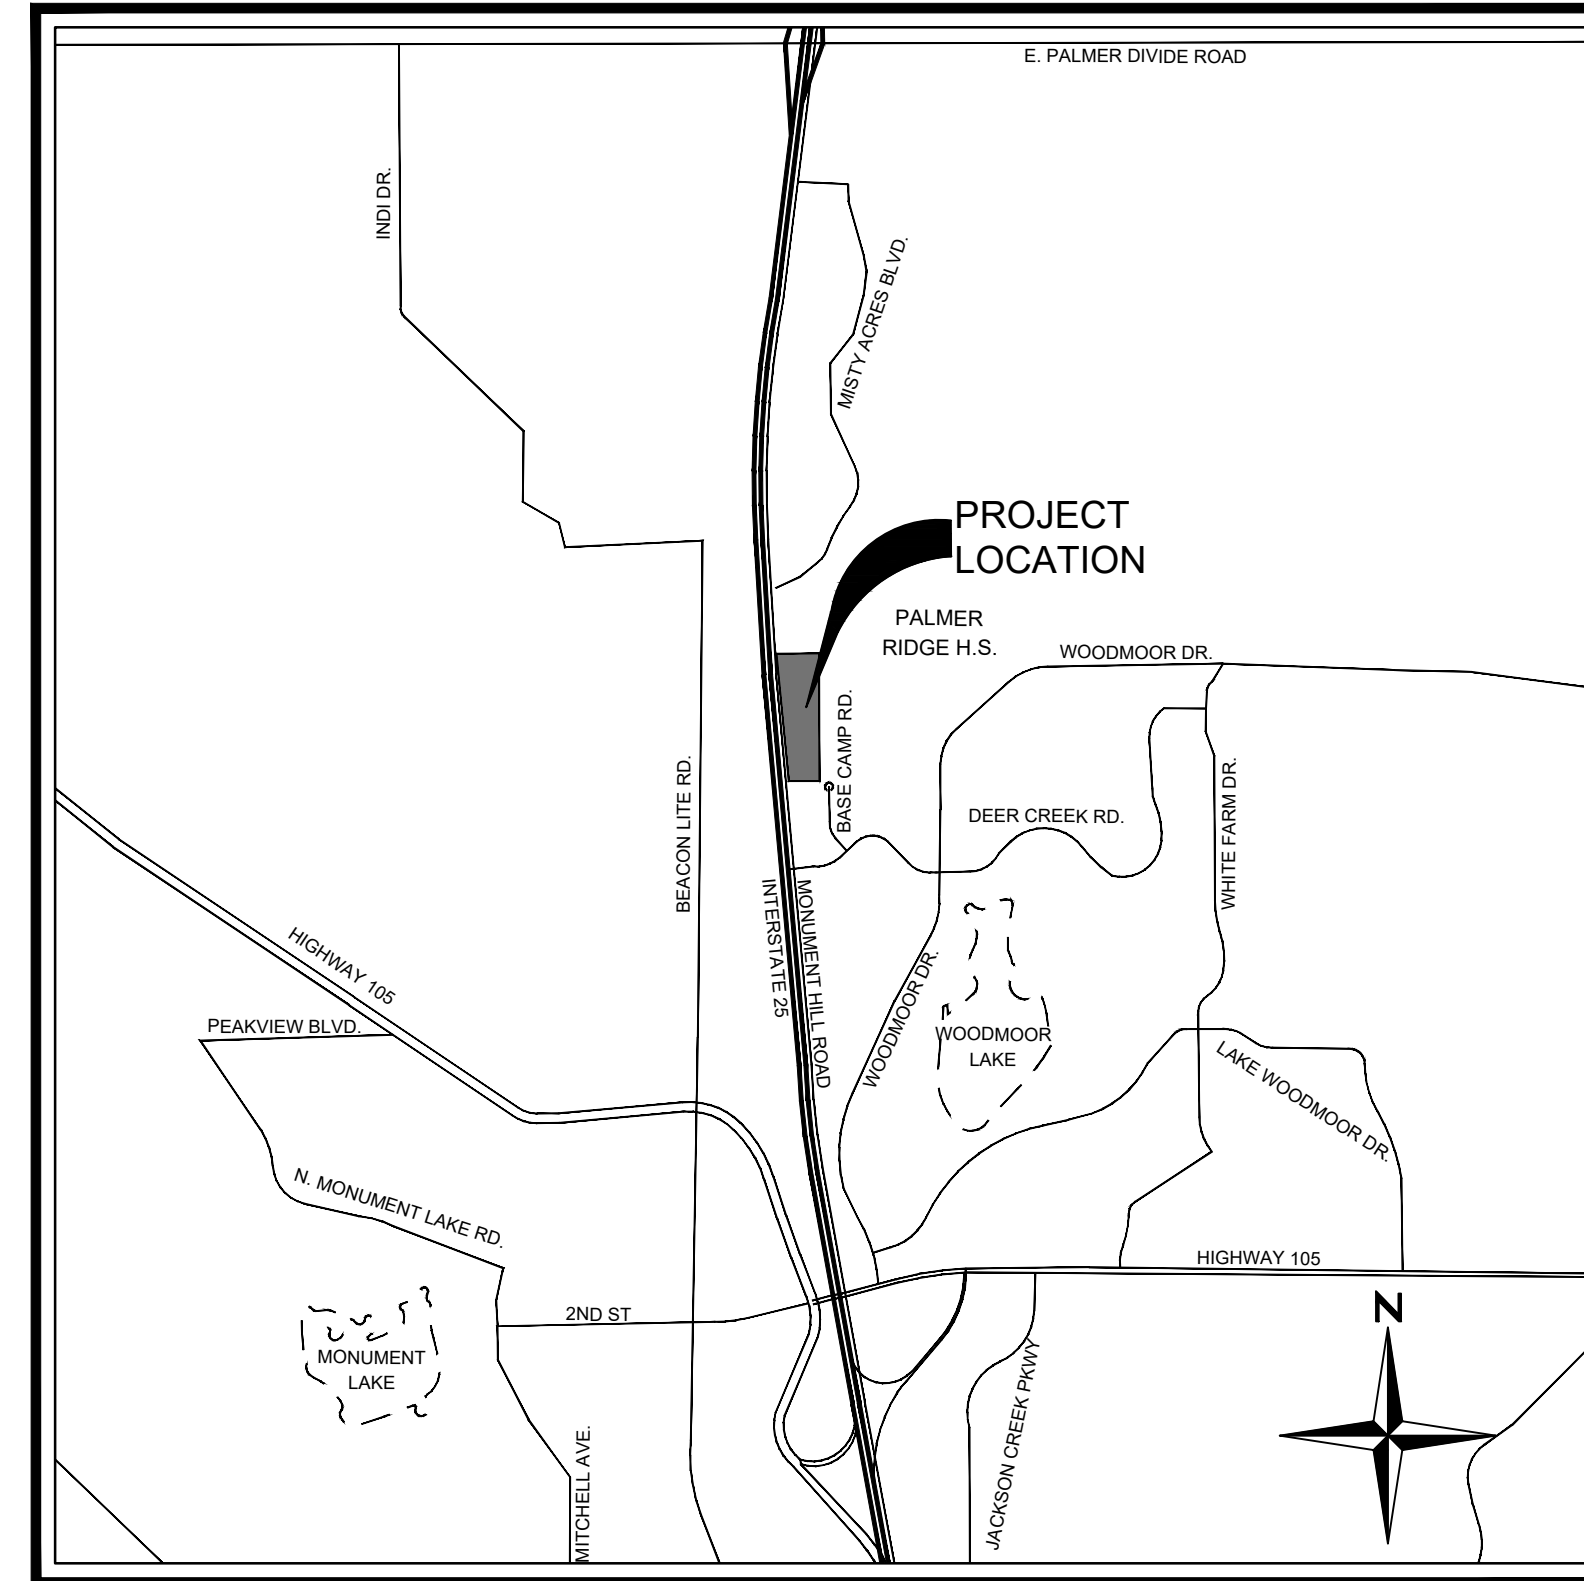 E. PALMER DIVIDE ROAD
INDI DR.
MISTY ACRES BLVD.
PROJECT
LOCATION
PALMER
RIDGE H.S.
WOODMOOR DR.
BASE CAMP RD.
BEACON LITE RD.
DEER CREEK RD.
WHITE FARM DR.
INTERSTATE 25
MONUMENT HILL ROAD
HIGHWAY 105
PEAKVIEW BLVD.
WOODMOOR DR.
WOODMOOR
LAKE
LAKE WOODMOOR DR.
N. MONUMENT LAKE RD.
HIGHWAY 105
2ND ST
N
MONUMENT
LAKE
JACKSON CREEK PKWY
MITCHELL AVE.